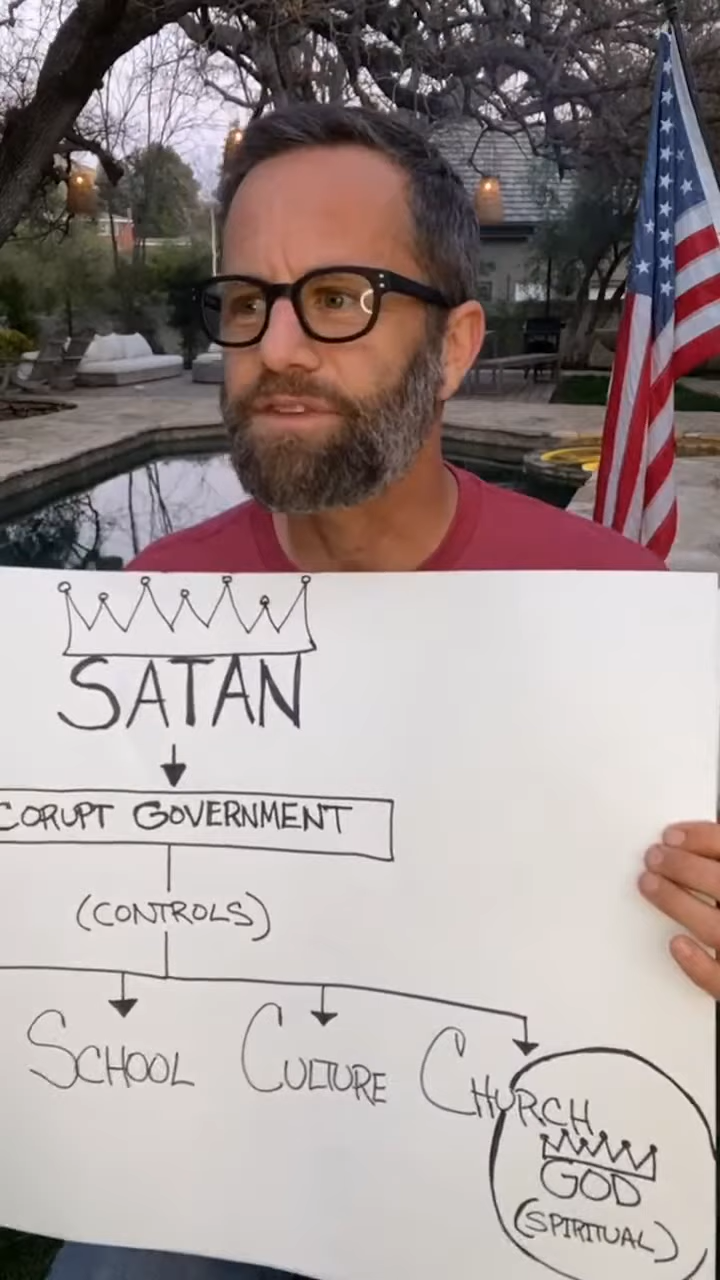 SATAN
CORUPT GOVERNMENT
(CONTROLS)
SCHOOL CULTURE CHURCH
GOD
(SPIRITUAL)